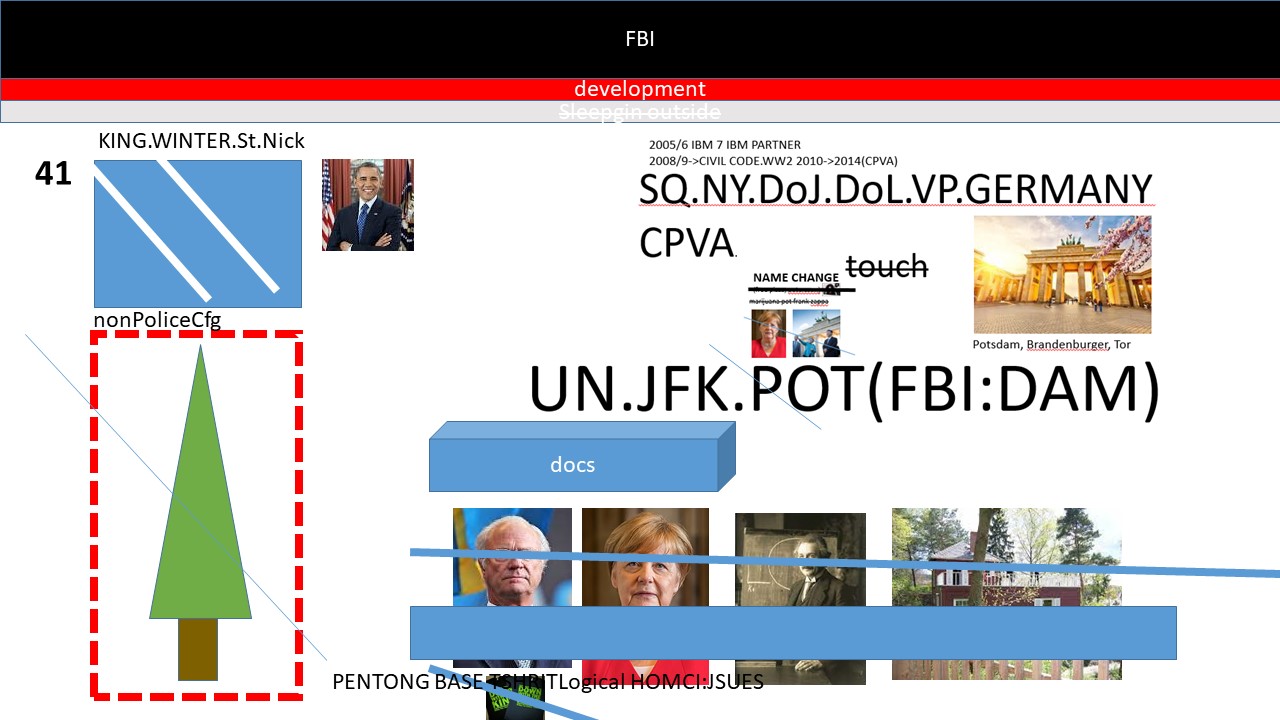 FBI
development
Sleepgin outside
KING.WINTER.St.Nick
41
2005/6 IBM 7 IBM PARTNER
2008/9->CIVIL CODE.WW2 2010->2014(CPVA)
SQ.NY.DoJ.DoL.VP.GERMANY
CPVA.
touch
NAME CHANGE
marijuana pot frank zappa
nonPoliceCfg
Potsdam, Brandenburger, Tor
UN.JFK.POT(FBI:DAM)
docs
PENTONG BASE TSHRITLogical HOMCI:JSUES
DOWN